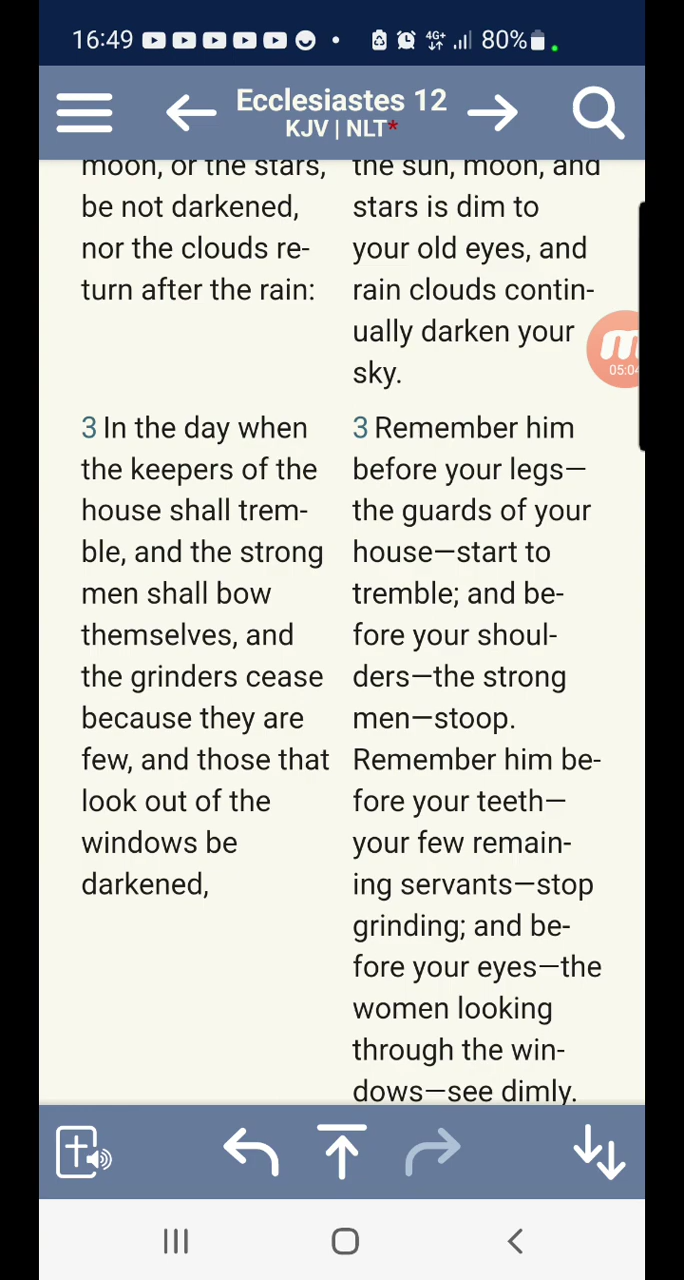 16:49
4G+
80%
Ecclesiastes 12
KJV | NLT*
moon, or the stars,
be not darkened,
nor the clouds re-
turn after the rain:
the sun, moon, and
stars is dim to
your old eyes, and
rain clouds contin-
ually darken your
sky.
m
05:04
3 In the day when
the keepers of the
house shall trem-
ble, and the strong
men shall bow
themselves, and
the grinders cease
because they are
few, and those that
look out of the
windows be
darkened,
3 Remember him
before your legs—
the guards of your
house—start to
tremble; and be-
fore your shoul-
ders—the strong
men—stoop.
Remember him be-
fore your teeth—
your few remain-
ing servants—stop
grinding; and be-
fore your eyes—the
women looking
through the win-
dows—see dimly.